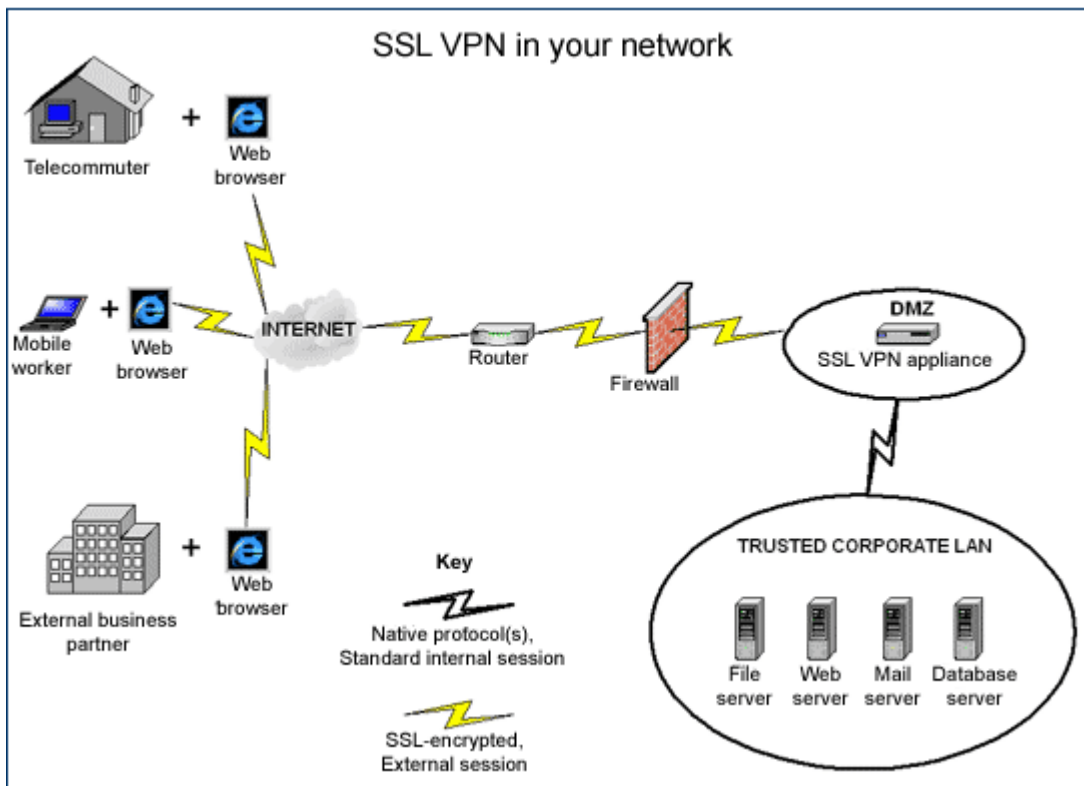 SSL VPN in your network
+
Telecommuter
Web
browser
+
Mobile
worker
Web
browser
INTERNET
Router
Firewall
DMZ
SSL VPN appliance
+
External business
partner
Web
browser
Key
Native protocol(s),
Standard internal session
SSL-encrypted,
External session
TRUSTED CORPORATE LAN
File
server
Web
server
Mail
server
Database
server